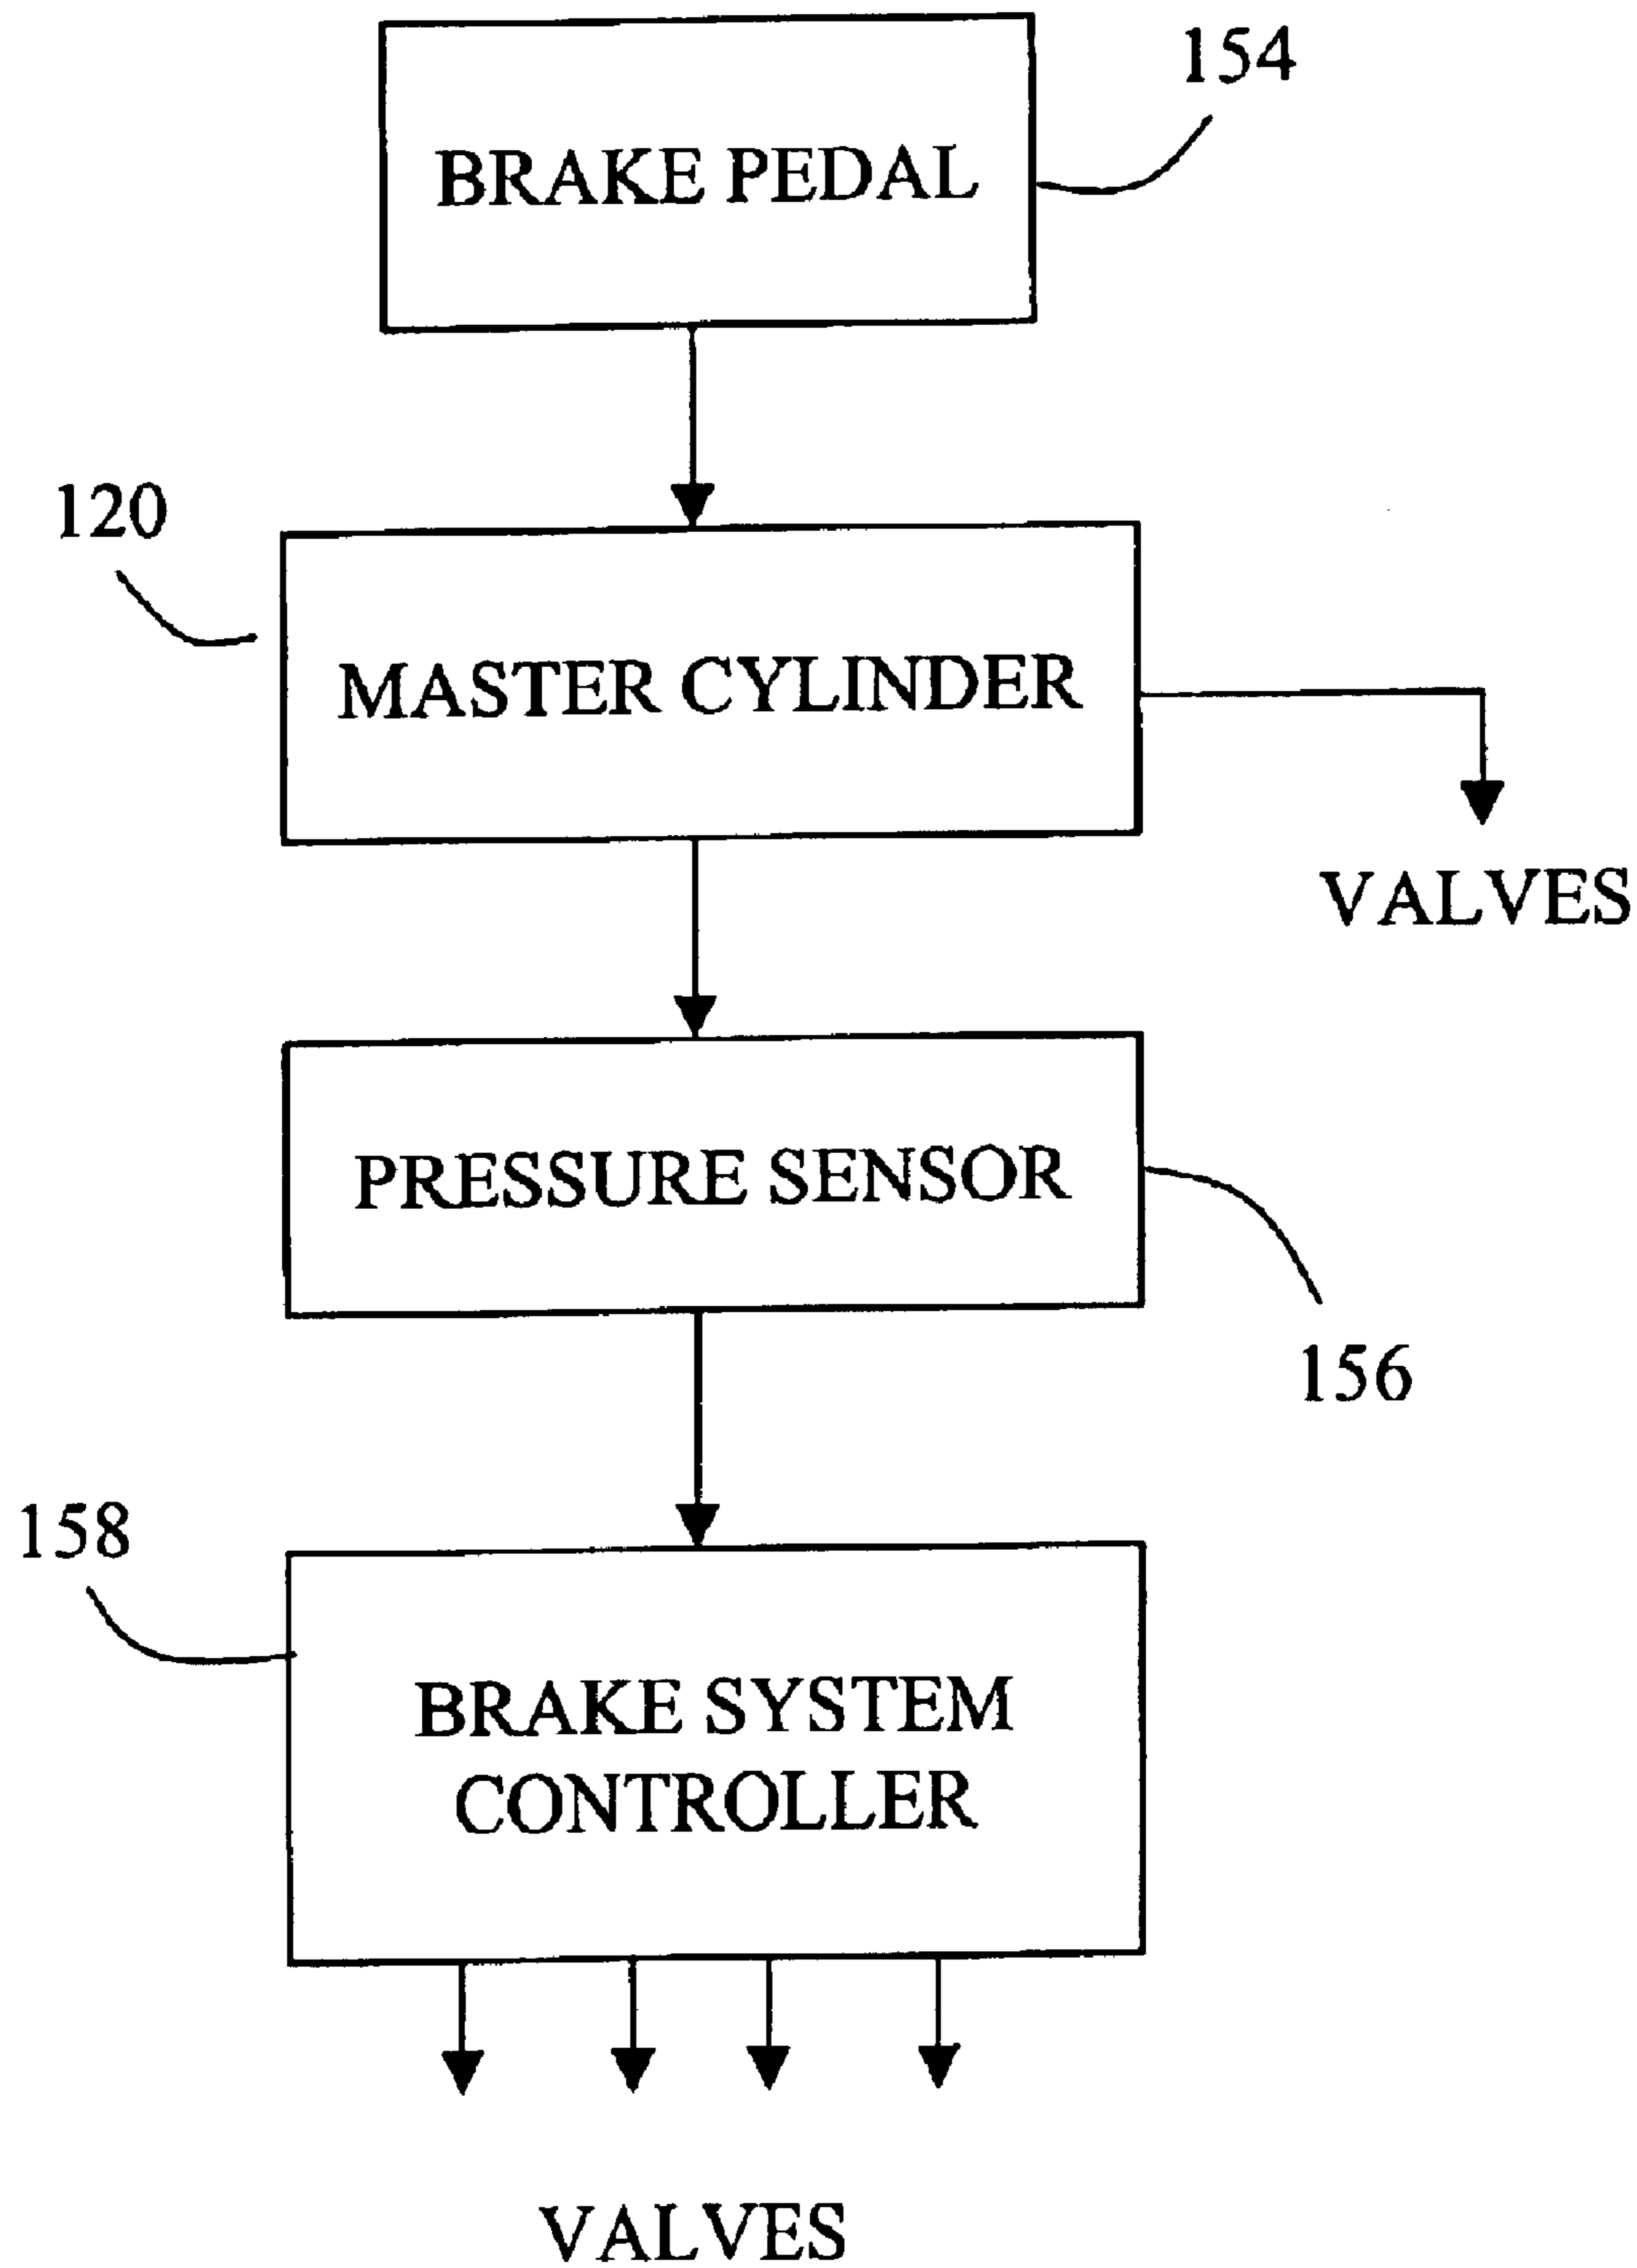 154
BRAKE PEDAL
120
MASTER CYLINDER
VALVES
PRESSURE SENSOR
156
158
BRAKE SYSTEM
CONTROLLER
VALVES